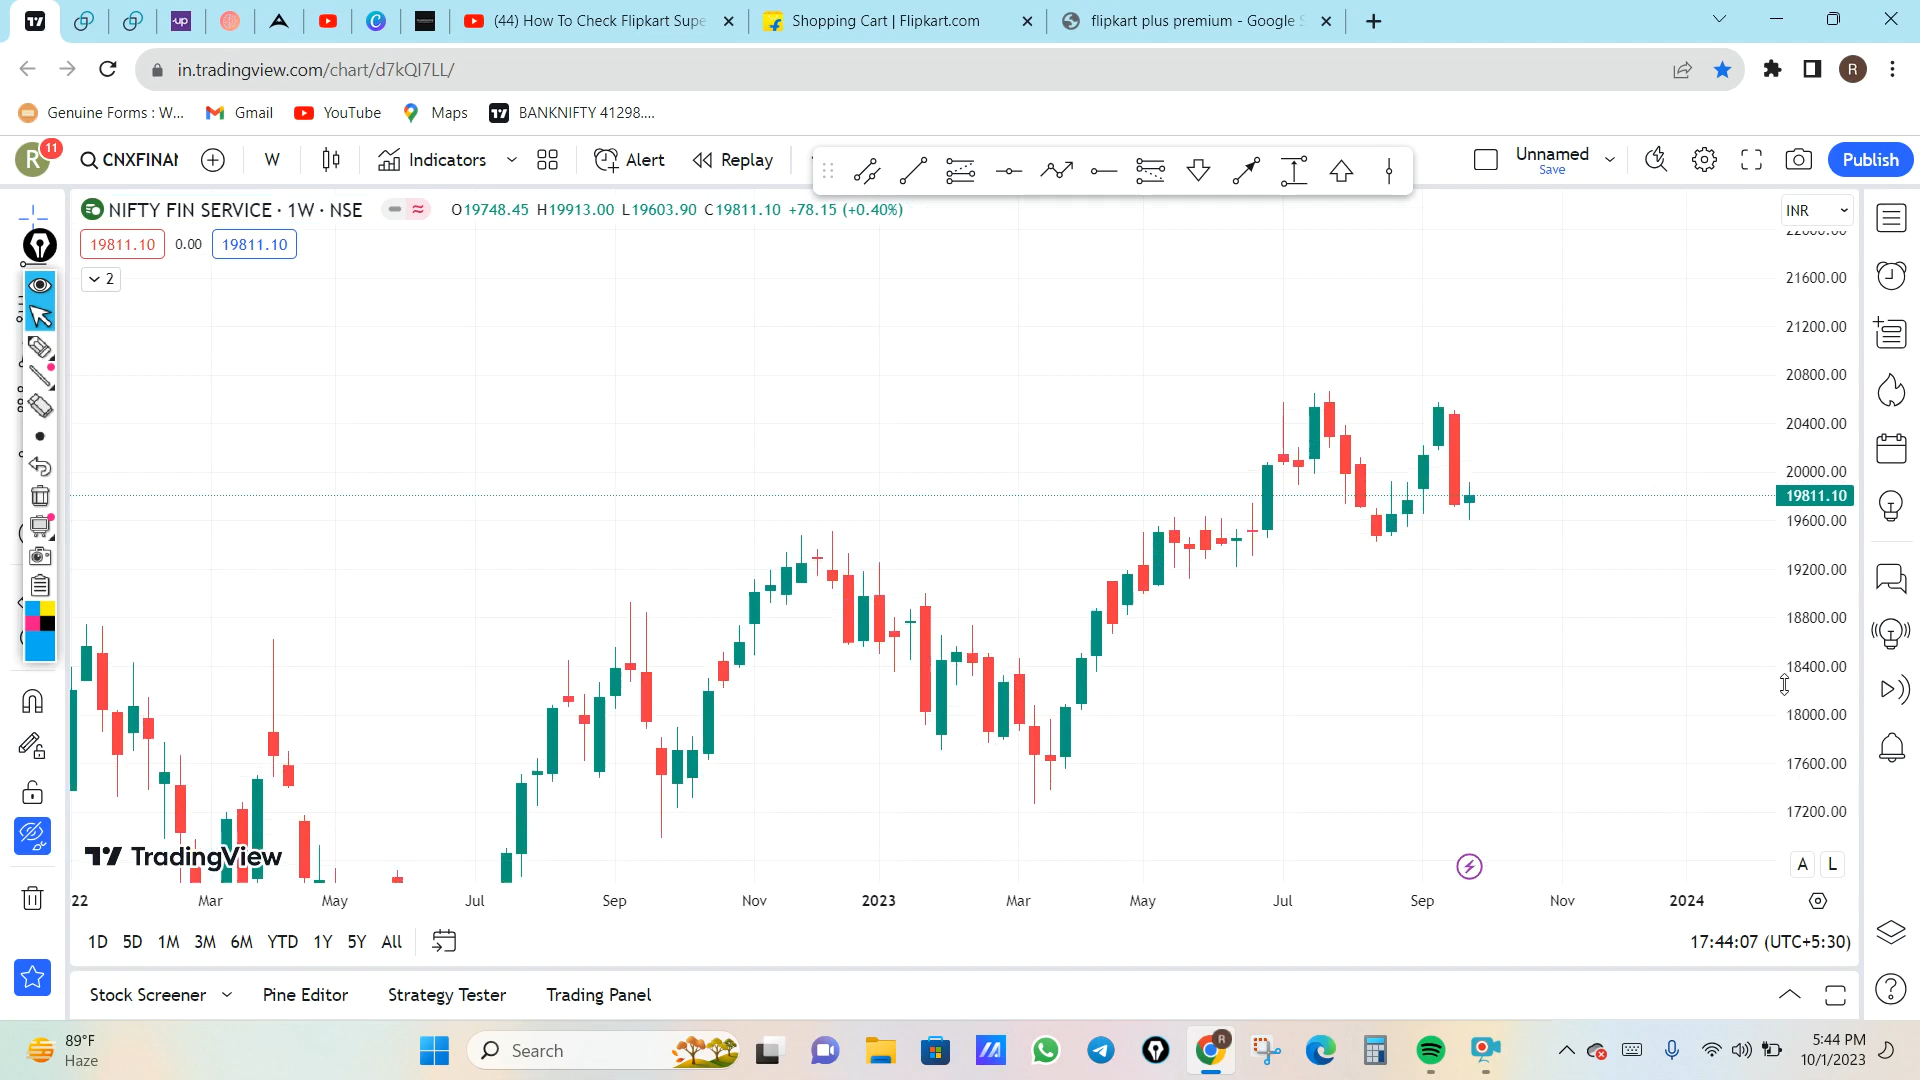 (44) How To Check Flipkart Supe
Shopping Cart | Flipkart.com
flipkart plus premium - Google S
in.tradingview.com/chart/d7kQI7LL/
R
Genuine Forms : W...
Gmail
YouTube
Maps
BANKNIFTY 41298....
R
11
CNXFINAN
W
Indicators
Alert
Replay
Unnamed
Save
Publish
NIFTY FIN SERVICE · 1W · NSE
O19748.45 H19913.00 L19603.90 C19811.10 +78.15 (+0.40%)
INR
19811.10
0.00
19811.10
2
22000.00
21600.00
21200.00
20800.00
20400.00
20000.00
19811.10
19600.00
19200.00
18800.00
18400.00
18000.00
17600.00
17200.00
TradingView
A
L
22
Mar
May
Jul
Sep
Nov
2023
Mar
May
Jul
Sep
Nov
2024
1D 5D 1M 3M 6M YTD 1Y 5Y All
17:44:07 (UTC+5:30)
Stock Screener
Pine Editor
Strategy Tester
Trading Panel
89°F
Haze
Search
5:44 PM
10/1/2023